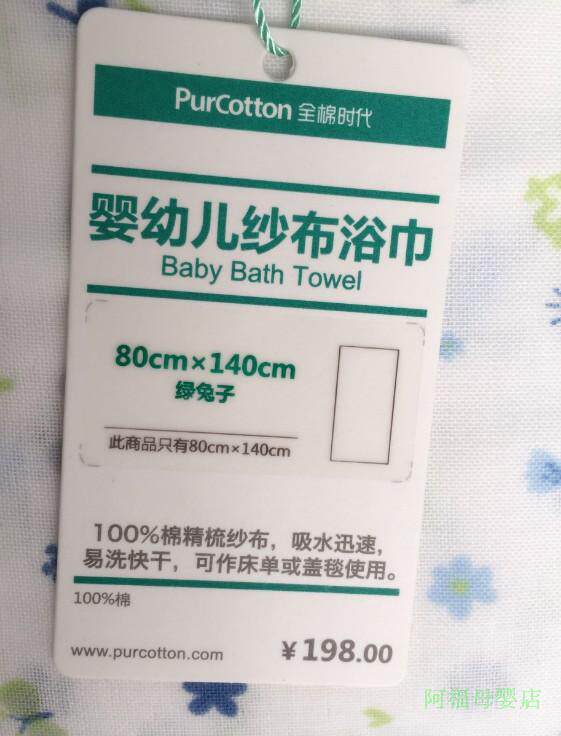 PurCotton 全棉时代
婴幼儿纱布浴巾
Baby Bath Towel
80cm×140cm
绿兔子
此商品只有80cm×140cm
100%棉精梳纱布，吸水迅速，
易洗快干，可作床单或盖毯使用。
100%棉
www.purcotton.com
¥198.00
阿福母婴店